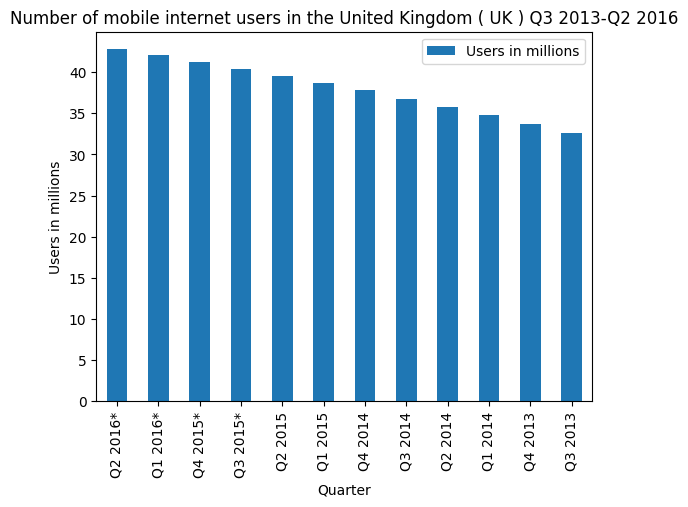 Number of mobile internet users in the United Kingdom ( UK ) Q3 2013-Q2 2016
Users in millions
Users in millions
40
35
30
25
20
15
10
5
0
Q2 2016*
Q1 2016*
Q4 2015*
Q3 2015*
Q2 2015
Q1 2015
Q4 2014
Q3 2014
Q2 2014
Q1 2014
Q4 2013
Q3 2013
Quarter